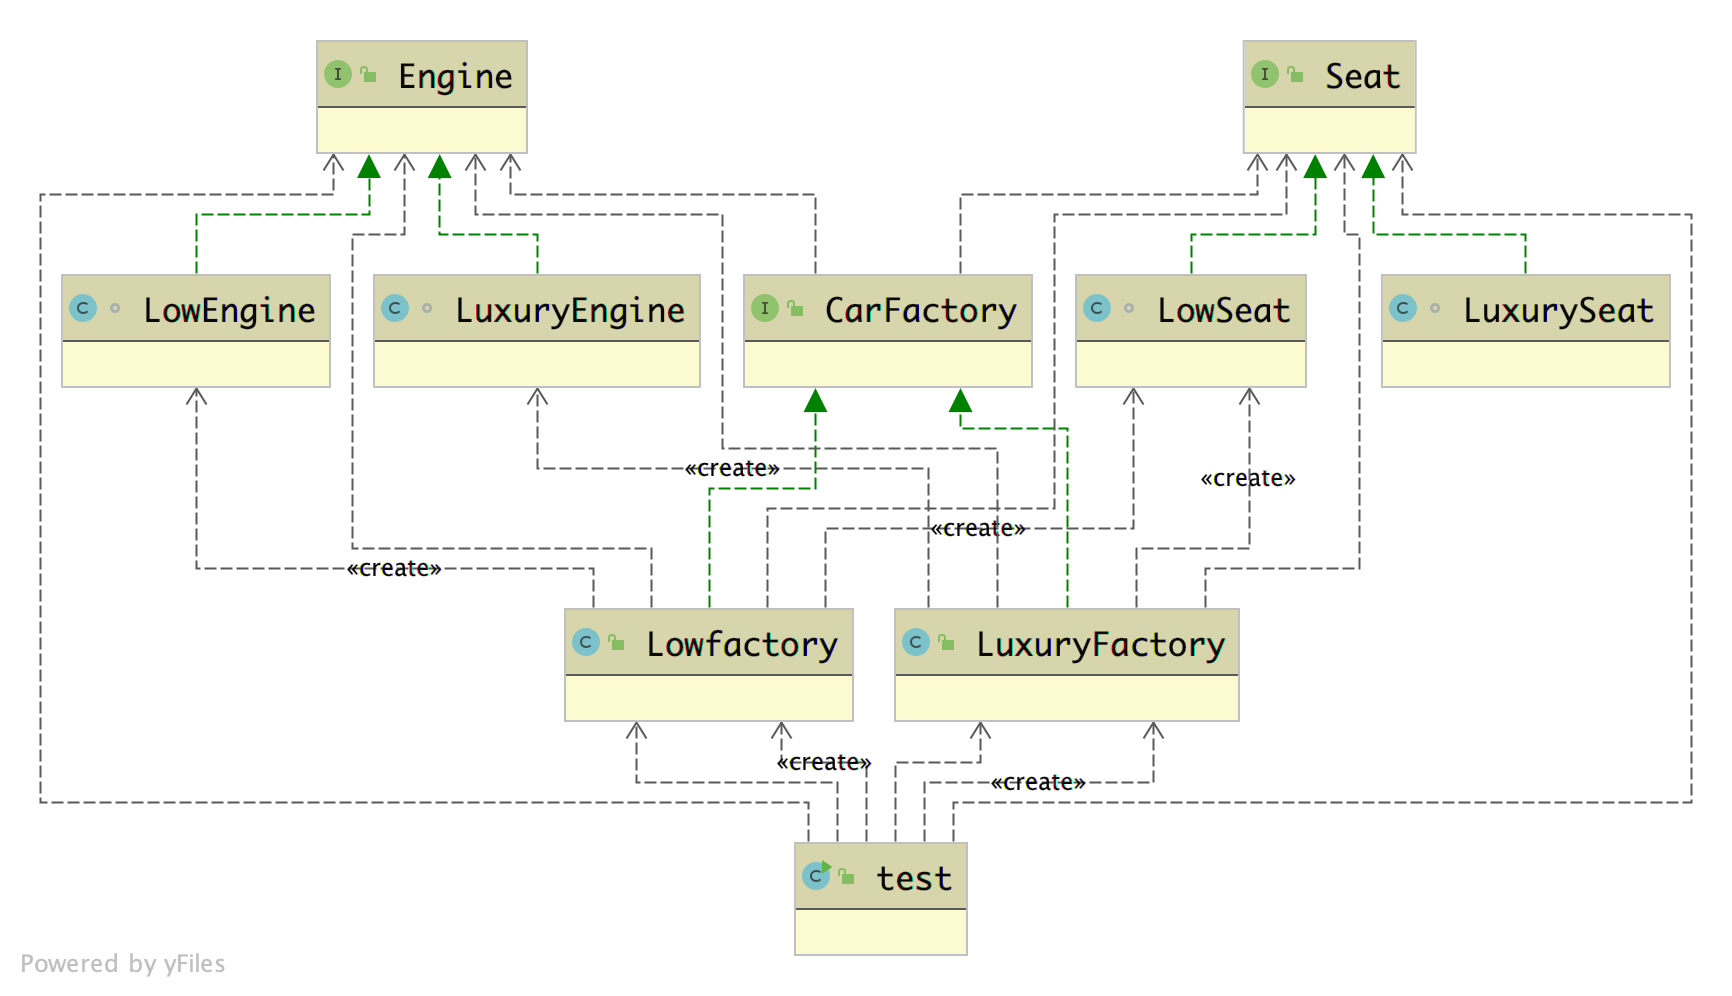 I Engine
I Seat
C LowEngine
C LuxuryEngine
I CarFactory
C LowSeat
C LuxurySeat
«create»
«create»
«create»
«create»
C Lowfactory
C LuxuryFactory
«create»
«create»
C test
Powered by yFiles